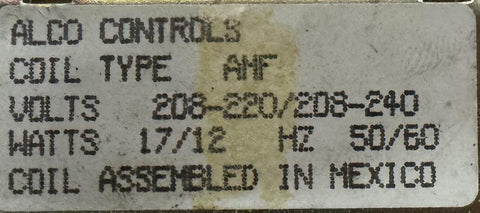 ALCO CONTROLS
COIL TYPE AMF
VOLTS 208-220/208-240
WATTS 17/12 HZ 50/60
COIL ASSEMBLED IN MEXICO